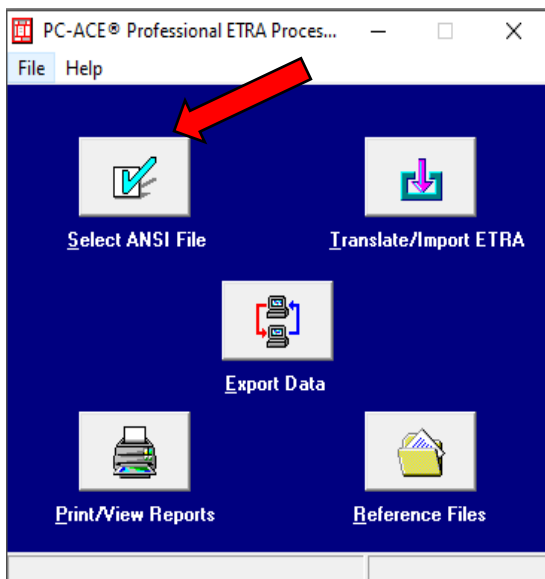 PC-ACE® Professional ETRA Proces...
File Help
Select ANSI File
Translate/Import ETRA
Export Data
Print/View Reports
Reference Files